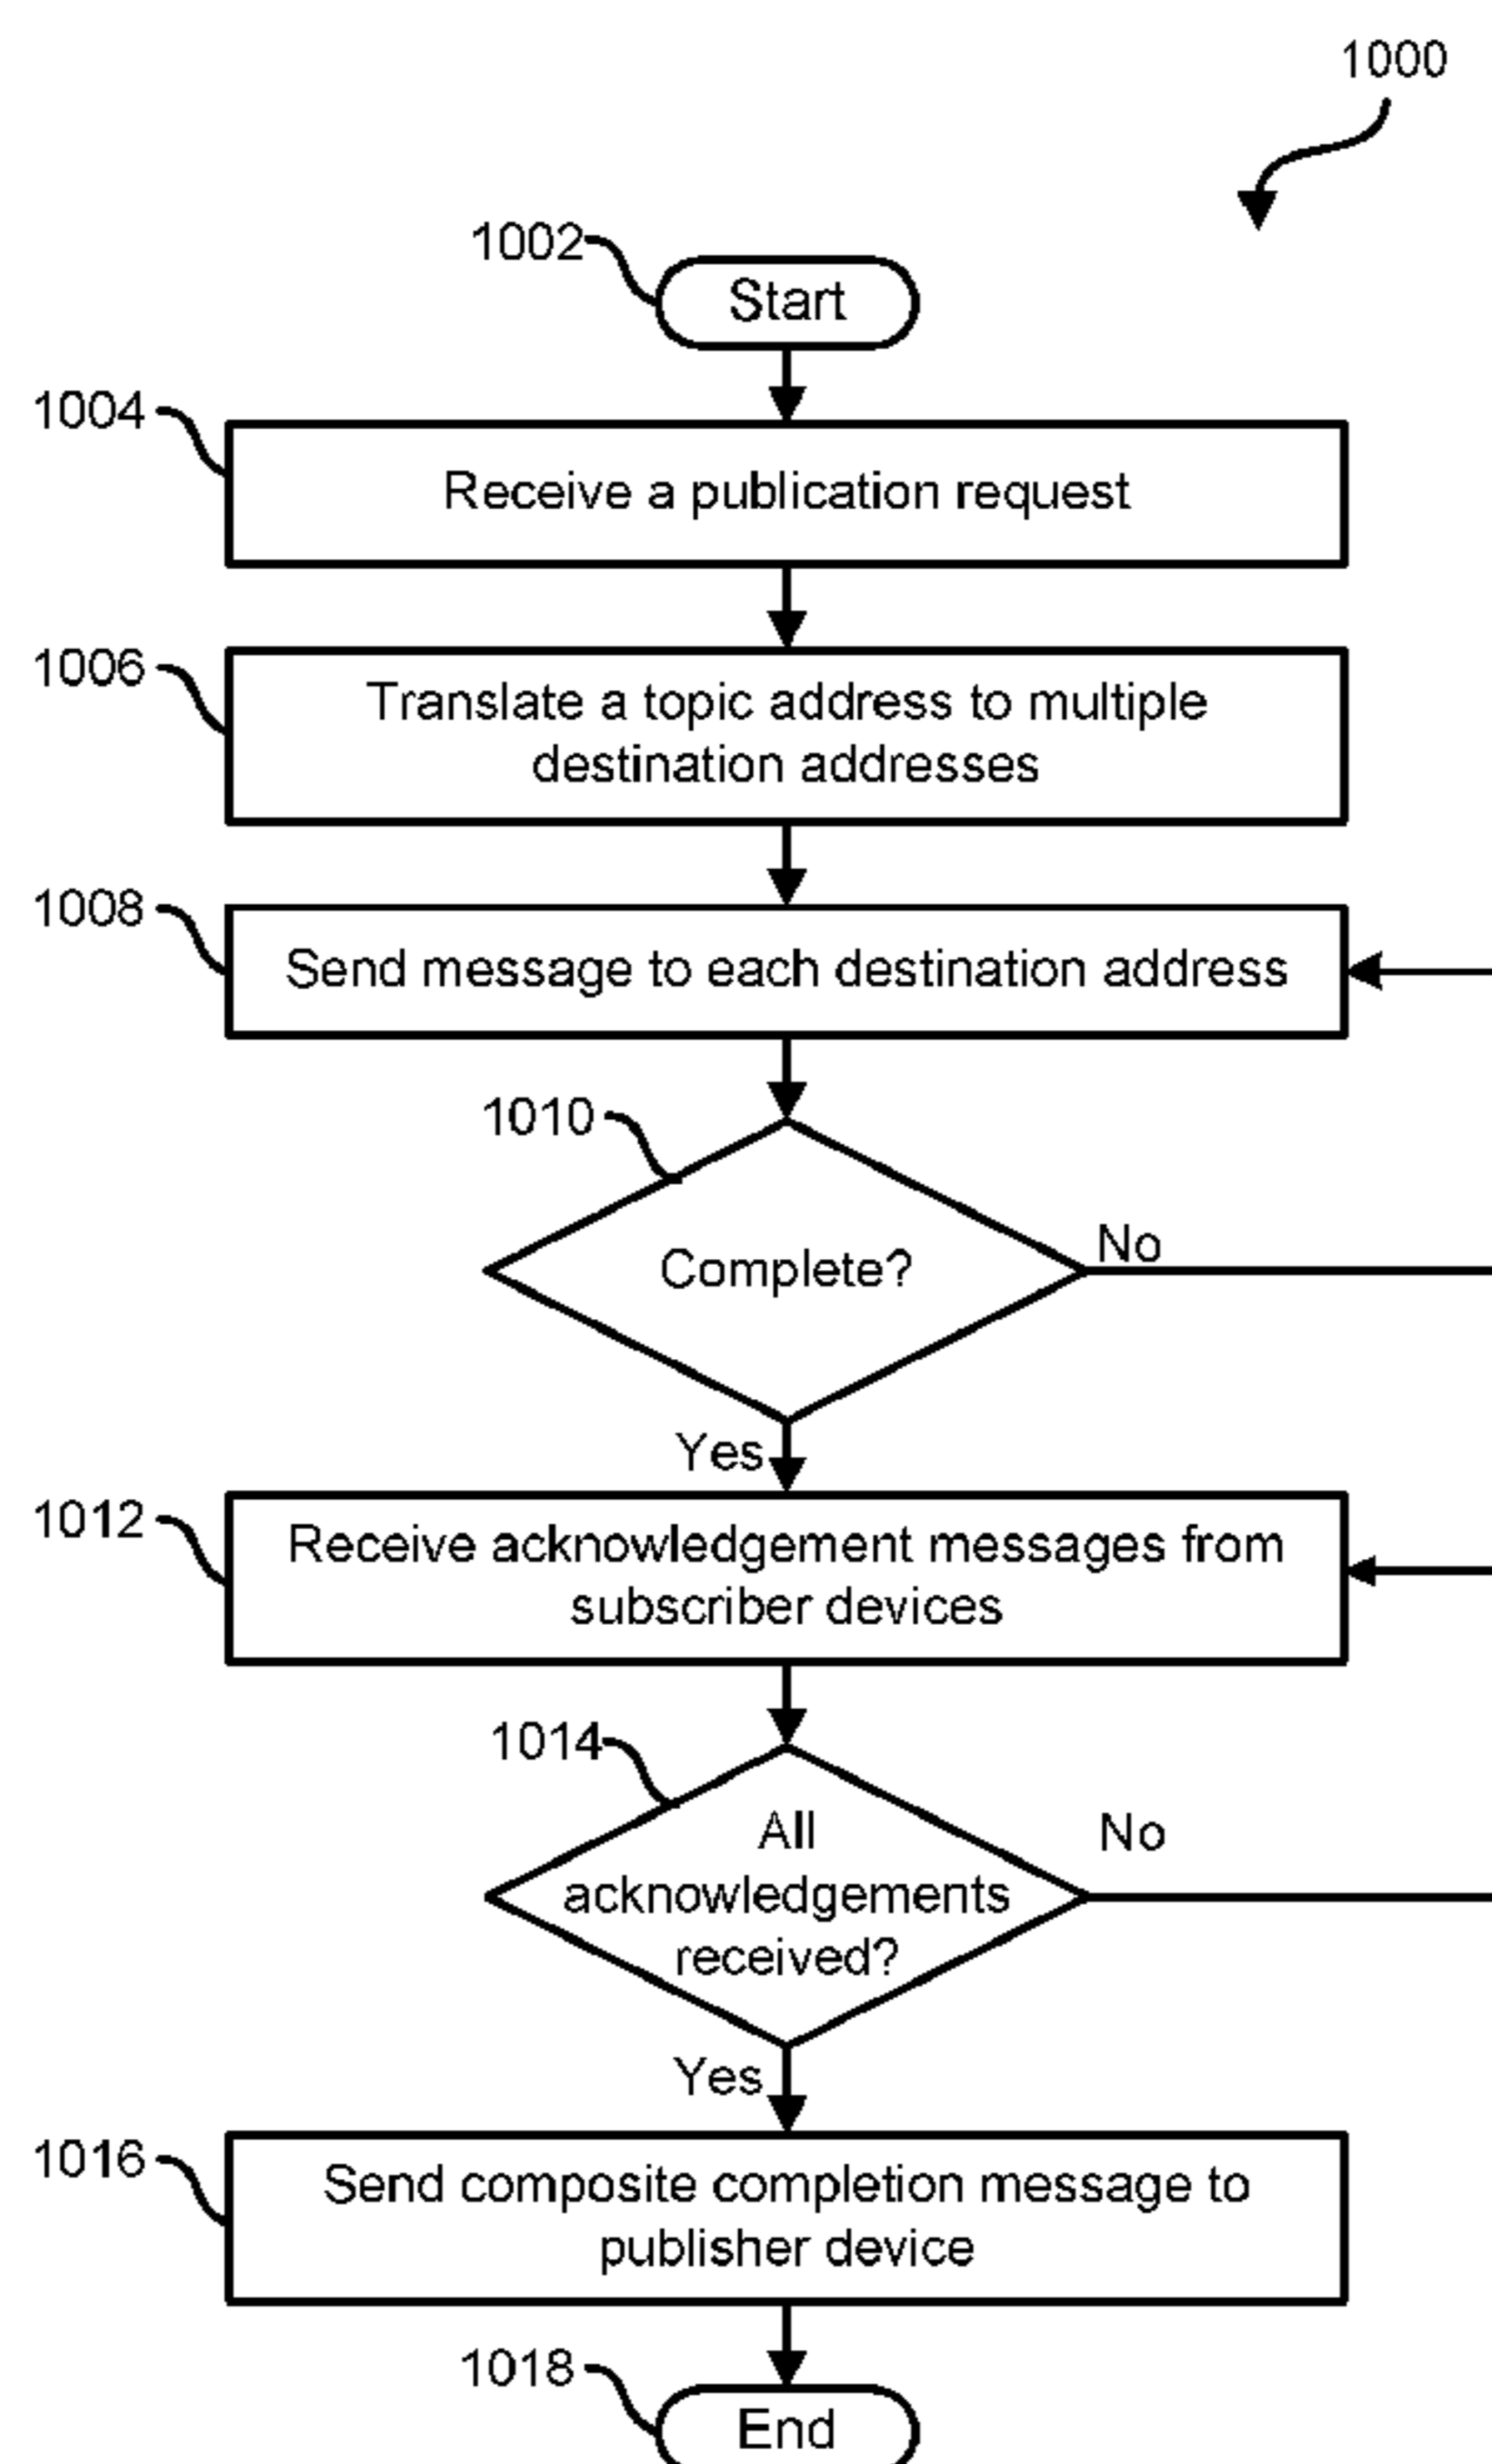 1000
1002
Start
1004
Receive a publication request
1006
Translate a topic address to multiple
destination addresses
1008
Send message to each destination address
1010
Complete?
No
Yes
1012
Receive acknowledgement messages from
subscriber devices
1014
All
acknowledgements
received?
No
Yes
1016
Send composite completion message to
publisher device
1018
End